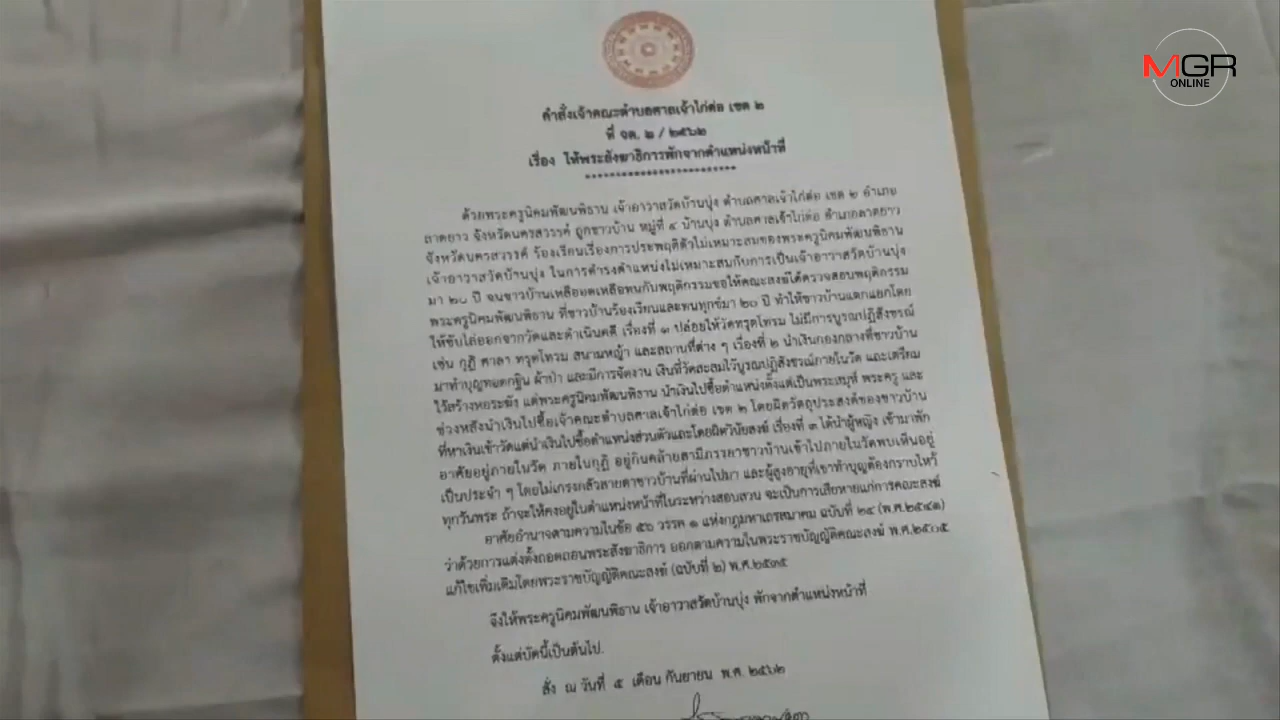 MGR
ONLINE
คำสั่งเจ้าคณะตำบลศาลเจ้าไก่ต่อ เขต ๒
ที่ จต. ๒ / ๒๕๖๒
เรื่อง ให้พระสังฆาธิการพักจากตำแหน่งหน้าที่
*************************
ด้วยพระครูนิคมพัฒนพิธาน เจ้าอาวาสวัดบ้านบุ่ง ตำบลศาลเจ้าไก่ต่อ เขต ๒ อำเภอ
ลาดยาว จังหวัดนครสวรรค์ ถูกชาวบ้าน หมู่ที่ ๔ บ้านบุ่ง ตำบลศาลเจ้าไก่ต่อ อำเภอลาดยาว
จังหวัดนครสวรรค์ ร้องเรียนเรื่องการประพฤติตัวไม่เหมาะสมของพระครูนิคมพัฒนพิธาน
เจ้าอาวาสวัดบ้านบุ่ง ในการดำรงตำแหน่งไม่เหมาะสมกับการเป็นเจ้าอาวาสวัดบ้านบุ่ง
มา ๒๐ ปี จนชาวบ้านเหลืออดเหลือทนกับพฤติกรรมขอให้คณะสงฆ์ได้ตรวจสอบพฤติกรรม
พระครูนิคมพัฒนพิธาน ที่ชาวบ้านร้องเรียนและทนทุกข์มา ๒๐ ปี ทำให้ชาวบ้านแตกแยกโดย
ให้ขับไล่ออกจากวัดและดำเนินคดี เรื่องที่ ๑ ปล่อยให้วัดทรุดโทรม ไม่มีการบูรณปฏิสังขรณ์
เช่น กุฏิ ศาลา ทรุดโทรม สนามหญ้า และสถานที่ต่าง ๆ เรื่องที่ ๒ นำเงินกองกลางที่ชาวบ้าน
มาทำบุญทอดกฐิน ผ้าป่า และมีการจัดงาน เงินที่วัดสะสมไว้บูรณปฏิสังขรณ์ภายในวัด และเตรียม
ไว้สร้างหอระฆัง แต่พระครูนิคมพัฒนพิธาน นำเงินไปซื้อตำแหน่งตั้งแต่เป็นพระสมุห์ พระครู และ
ช่วงหลังนำเงินไปซื้อเจ้าคณะตำบลศาลเจ้าไก่ต่อ เขต ๒ โดยผิดวัตถุประสงค์ของชาวบ้าน
ที่หาเงินเข้าวัดแต่นำเงินไปซื้อตำแหน่งส่วนตัวและโดยผิดวินัยสงฆ์ เรื่องที่ ๓ ได้นำผู้หญิง เข้ามาพัก
อาศัยอยู่ภายในวัด ภายในกุฏิ อยู่กินคล้ายสามีภรรยาชาวบ้านเข้าไปภายในวัดพบเห็นอยู่
เป็นประจำ ๆ โดยไม่เกรงกลัวสายตาชาวบ้านที่ผ่านไปมา และผู้สูงอายุที่เขาทำบุญต้องกราบไหว้
ทุกวันพระ ถ้าจะให้คงอยู่ในตำแหน่งหน้าที่ในระหว่างสอบสวน จะเป็นการเสียหายแก่การคณะสงฆ์
อาศัยอำนาจตามความในข้อ ๕๖ วรรค ๑ แห่งกฎมหาเถรสมาคม ฉบับที่ ๒๔ (พ.ศ.๒๕๔๑)
ว่าด้วยการแต่งตั้งถอดถอนพระสังฆาธิการ ออกตามความในพระราชบัญญัติคณะสงฆ์ พ.ศ.๒๕๐๕
แก้ไขเพิ่มเติมโดยพระราชบัญญัติคณะสงฆ์ (ฉบับที่ ๒) พ.ศ.๒๕๓๕
จึงให้พระครูนิคมพัฒนพิธาน เจ้าอาวาสวัดบ้านบุ่ง พักจากตำแหน่งหน้าที่
ตั้งแต่บัดนี้เป็นต้นไป.
สั่ง ณ วันที่ ๕ เดือน กันยายน พ.ศ. ๒๕๖๒